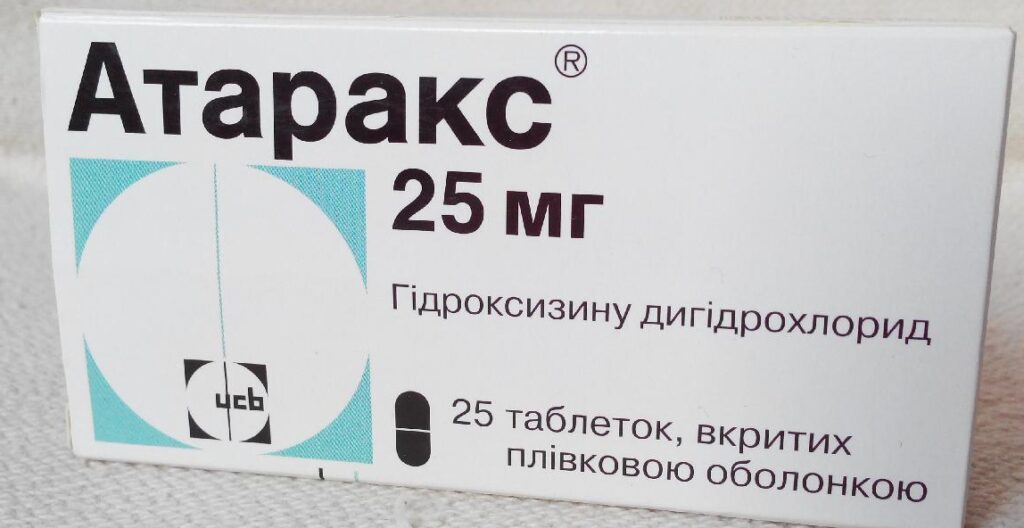 Атаракс®
25 мг
Гідроксизину дигідрохлорид
ucb
25 таблеток, вкритих
плівковою оболонкою